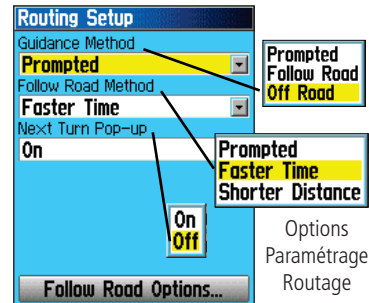 Routing Setup
Guidance Method
Prompted
Follow Road Method
Faster Time
Next Turn Pop-up
On
Follow Road Options...
Prompted
Follow Road
Off Road
Prompted
Faster Time
Shorter Distance
On
Off
Options
Paramétrage
Routage